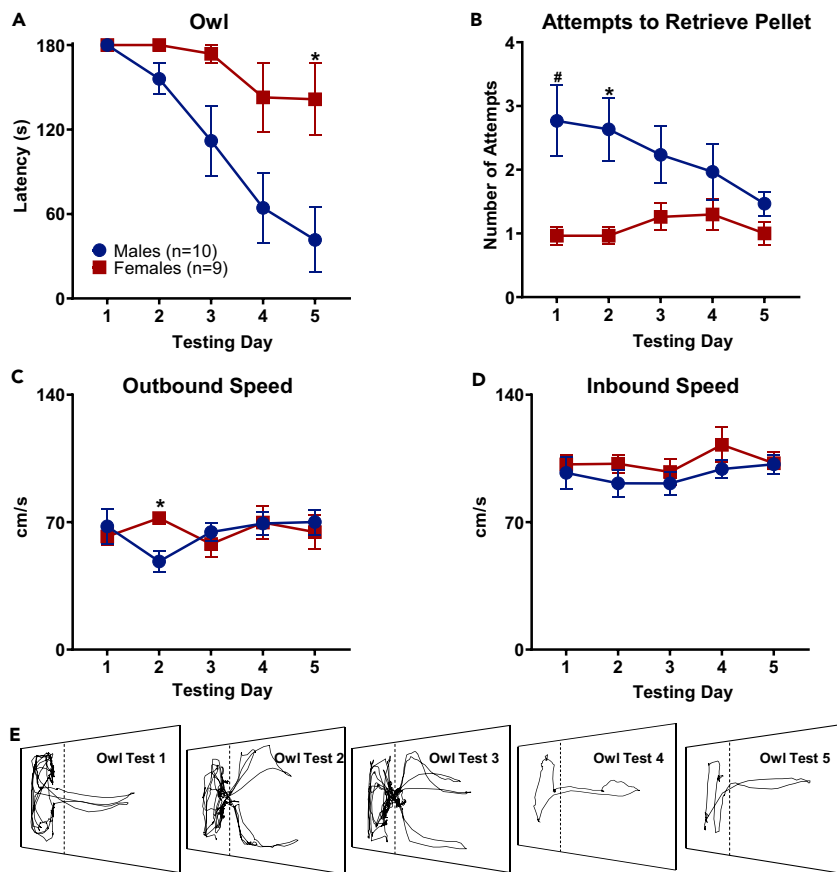 A
Owl
180
120
60
0
Latency (s)
*
Males (n=10)
Females (n=9)
1 2 3 4 5
Testing Day
B
Attempts to Retrieve Pellet
4
3
2
1
0
Number of Attempts
#
*
1 2 3 4 5
Testing Day
C
Outbound Speed
140
70
0
cm/s
*
1 2 3 4 5
Testing Day
D
Inbound Speed
140
70
0
cm/s
1 2 3 4 5
Testing Day
E
Owl Test 1
Owl Test 2
Owl Test 3
Owl Test 4
Owl Test 5